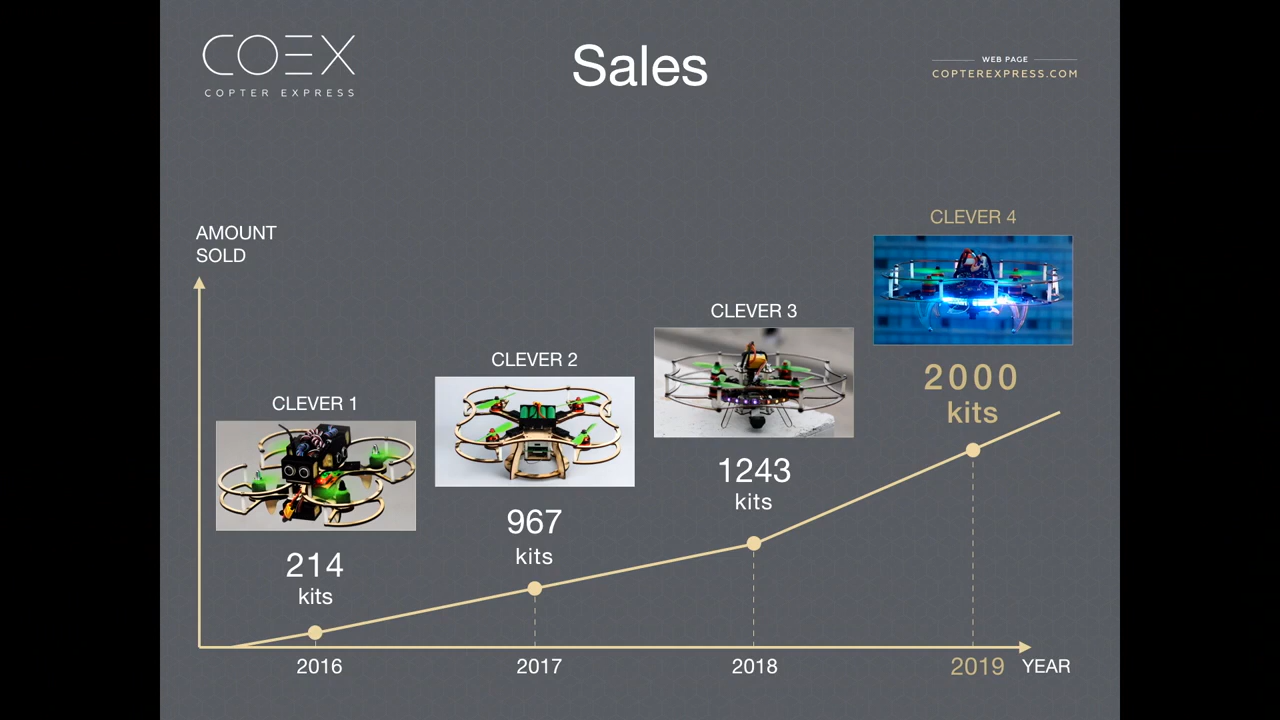 COEX
COPTER EXPRESS
Sales
WEB PAGE
COPTEREXPRESS.COM
AMOUNT
SOLD
CLEVER 1
214
kits
CLEVER 2
967
kits
CLEVER 3
1243
kits
CLEVER 4
2000
kits
2016
2017
2018
2019
YEAR